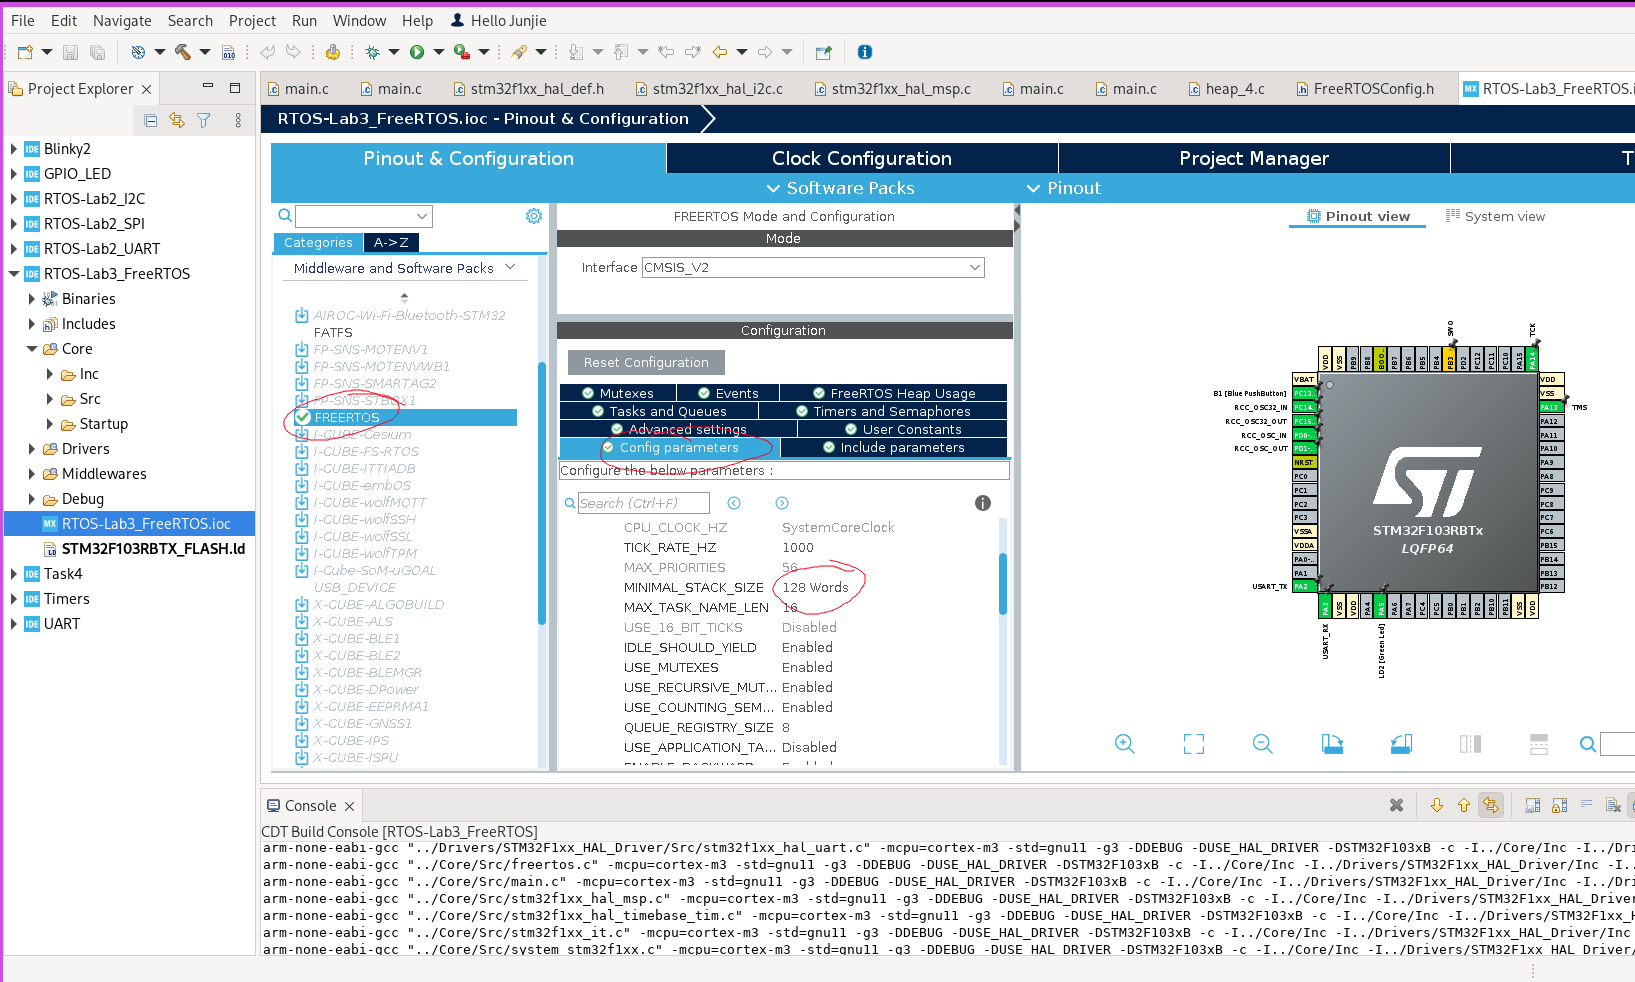 File Edit Navigate Search Project Run Window Help Hello Junjie
Project Explorer
main.c main.c stm32f1xx_hal_def.h stm32f1xx_hal_i2c.c stm32f1xx_hal_msp.c main.c main.c heap_4.c FreeRTOSConfig.h RTOS-Lab3_FreeRTOS.i
RTOS-Lab3_FreeRTOS.ioc - Pinout & Configuration
Blinky2
GPIO_LED
RTOS-Lab2_I2C
RTOS-Lab2_SPI
RTOS-Lab2_UART
RTOS-Lab3_FreeRTOS
Binaries
Includes
Core
Inc
Src
Startup
Drivers
Middlewares
Debug
RTOS-Lab3_FreeRTOS.ioc
STM32F103RBTX_FLASH.ld
Task4
Timers
UART
Pinout & Configuration Clock Configuration Project Manager T
Software Packs Pinout
Categories A->Z
Middleware and Software Packs
AIROC-Wi-Fi-Bluetooth-STM32
FATFS
FP-SNS-MOTENV1
FP-SNS-MOTENVWB1
FP-SNS-SMARTAG2
FP-SNS-STBOX1
FREERTOS
I-CUBE-Cesium
I-CUBE-FS-RTOS
I-CUBE-ITTIADB
I-CUBE-embOS
I-CUBE-wolfMQTT
I-CUBE-wolfSSH
I-CUBE-wolfSSL
I-CUBE-wolfTPM
I-Cube-SoM-uGOAL
USB_DEVICE
X-CUBE-ALGOBUILD
X-CUBE-ALS
X-CUBE-BLE1
X-CUBE-BLE2
X-CUBE-BLEMGR
X-CUBE-DPower
X-CUBE-EEPRMA1
X-CUBE-GNSS1
X-CUBE-IPS
X-CUBE-ISPU
FREERTOS Mode and Configuration
Mode
Interface CMSIS_V2
Configuration
Reset Configuration
Mutexes Events FreeRTOS Heap Usage
Tasks and Queues Timers and Semaphores
Advanced settings User Constants
Config parameters Include parameters
Configure the below parameters :
Search (Ctrl+F)
CPU_CLOCK_HZ SystemCoreClock
TICK_RATE_HZ 1000
MAX_PRIORITIES 56
MINIMAL_STACK_SIZE 128 Words
MAX_TASK_NAME_LEN 16
USE_16_BIT_TICKS Disabled
IDLE_SHOULD_YIELD Enabled
USE_MUTEXES Enabled
USE_RECURSIVE_MUT... Enabled
USE_COUNTING_SEM... Enabled
QUEUE_REGISTRY_SIZE 8
USE_APPLICATION_TA... Disabled
Pinout view System view
SWO TCK
VDD VSS PB9 PB8 BOO.. PB7 PB6 PB5 PB4 PB3 PD2 PC12 PC11 PC10 PA15 PA14
VBAT
B1 [Blue PushButton] PC13..
RCC_OSC32_IN PC14..
RCC_OSC32_OUT PC15..
RCC_OSC_IN PD0-..
RCC_OSC_OUT PD1-..
NRST
PC0
PC1
PC2
PC3
VSSA
VDDA
PA0-..
PA1
USART_TX PA2
STM32F103RBTx
LQFP64
VDD
VSS
PA13 TMS
PA12
PA11
PA10
PA9
PA8
PC9
PC8
PC7
PC6
PB15
PB14
PB13
PB12
PA3 VSS VDD PA4 PA5 PA6 PA7 PC4 PC5 PB0 PB1 PB2 PB10 PB11 VSS VDD
USART_RX LD2 [Green Led]
Console
CDT Build Console [RTOS-Lab3_FreeRTOS]
arm-none-eabi-gcc "../Drivers/STM32F1xx_HAL_Driver/Src/stm32f1xx_hal_uart.c" -mcpu=cortex-m3 -std=gnu11 -g3 -DDEBUG -DUSE_HAL_DRIVER -DSTM32F103xB -c -I../Core/Inc -I../Dri
arm-none-eabi-gcc "../Core/Src/freertos.c" -mcpu=cortex-m3 -std=gnu11 -g3 -DDEBUG -DUSE_HAL_DRIVER -DSTM32F103xB -c -I../Core/Inc -I../Drivers/STM32F1xx_HAL_Driver/Inc -I..
arm-none-eabi-gcc "../Core/Src/main.c" -mcpu=cortex-m3 -std=gnu11 -g3 -DDEBUG -DUSE_HAL_DRIVER -DSTM32F103xB -c -I../Core/Inc -I../Drivers/STM32F1xx_HAL_Driver/Inc -I../Dri
arm-none-eabi-gcc "../Core/Src/stm32f1xx_hal_msp.c" -mcpu=cortex-m3 -std=gnu11 -g3 -DDEBUG -DUSE_HAL_DRIVER -DSTM32F103xB -c -I../Core/Inc -I../Drivers/STM32F1xx_HAL_Driver
arm-none-eabi-gcc "../Core/Src/stm32f1xx_hal_timebase_tim.c" -mcpu=cortex-m3 -std=gnu11 -g3 -DDEBUG -DUSE_HAL_DRIVER -DSTM32F103xB -c -I../Core/Inc -I../Drivers/STM32F1xx_H
arm-none-eabi-gcc "../Core/Src/stm32f1xx_it.c" -mcpu=cortex-m3 -std=gnu11 -g3 -DDEBUG -DUSE_HAL_DRIVER -DSTM32F103xB -c -I../Core/Inc -I../Drivers/STM32F1xx_HAL_Driver/Inc
arm-none-eabi-gcc "../Core/Src/system_stm32f1xx.c" -mcpu=cortex-m3 -std=gnu11 -g3 -DDEBUG -DUSE_HAL_DRIVER -DSTM32F103xB -c -I../Core/Inc -I../Drivers/STM32F1xx_HAL_Driver/